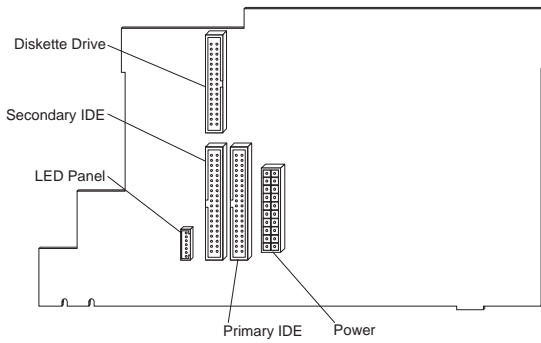 Diskette Drive
Secondary IDE
LED Panel
Primary IDE
Power